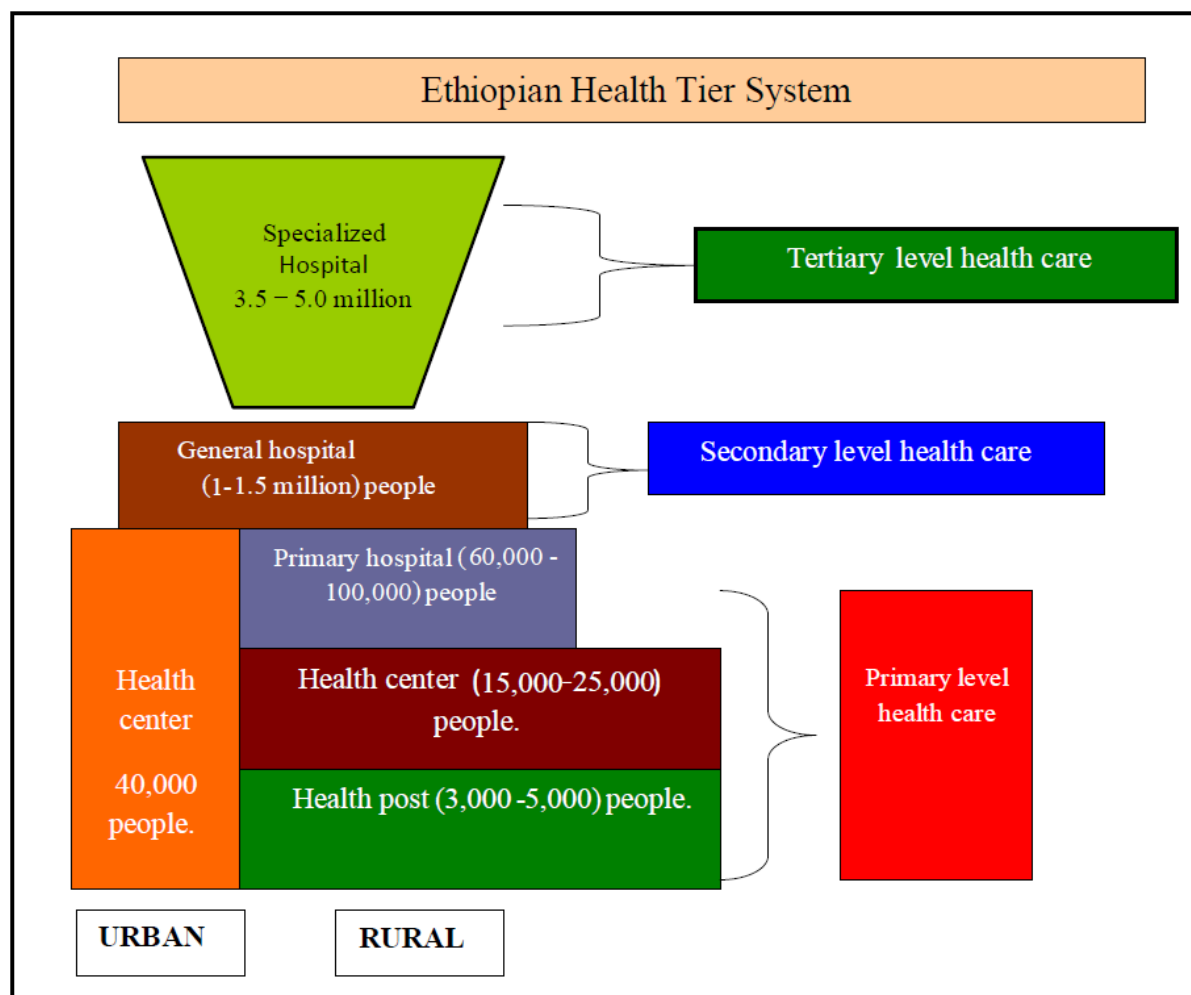 Ethiopian Health Tier System
Specialized
Hospital
3.5 – 5.0 million
Tertiary level health care
General hospital
(1-1.5 million) people
Secondary level health care
Primary hospital (60,000 -
100,000) people
Health center (15,000-25,000)
people.
Health post (3,000 -5,000) people.
Health
center
40,000
people.
Primary level
health care
URBAN
RURAL